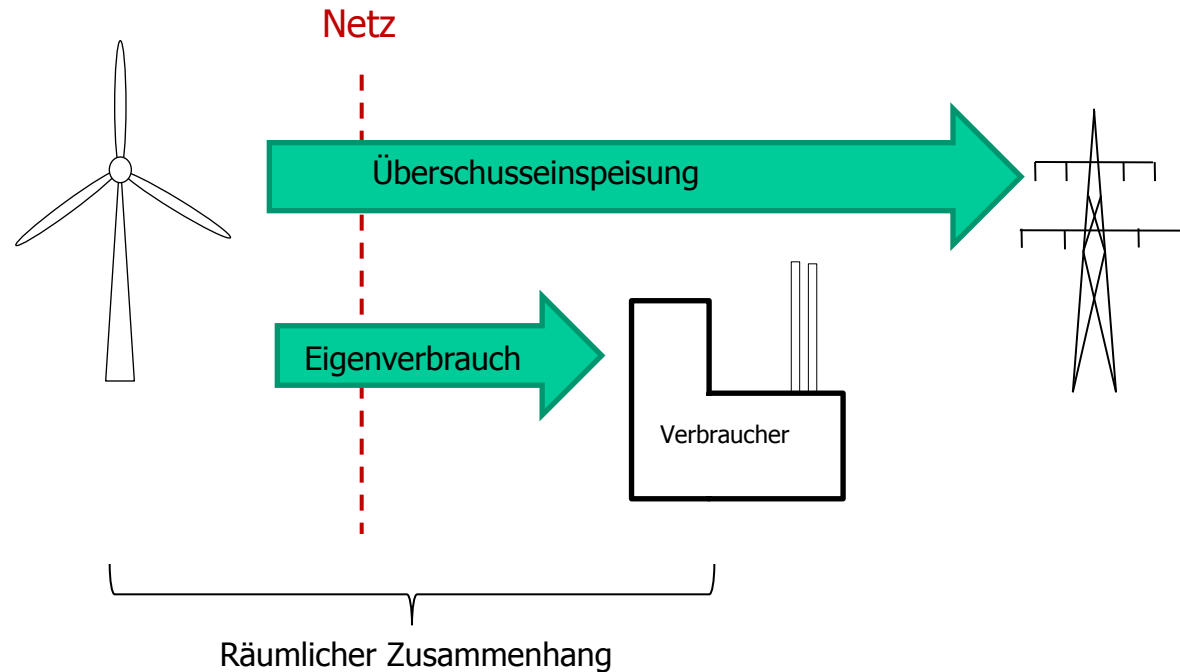 Netz
Überschusseinspeisung
Eigenverbrauch
Verbraucher
Räumlicher Zusammenhang